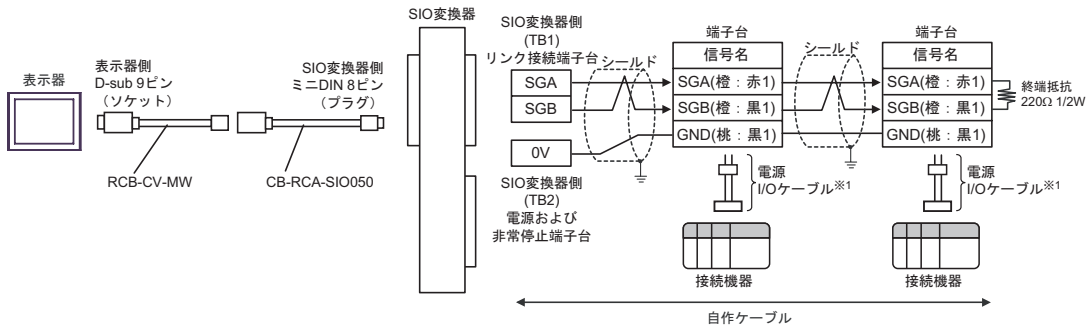 表示器
表示器側
D-sub 9ピン
（ソケット）
RCB-CV-MW
SIO変換器側
ミニDIN 8ピン
（プラグ）
CB-RCA-SIO050
SIO変換器
SIO変換器側
(TB1)
リンク接続端子台
SGA
SGB
0V
SIO変換器側
(TB2)
電源および
非常停止端子台
シールド
端子台
信号名
SGA(橙：赤1)
SGB(橙：黒1)
GND(桃：黒1)
電源
I/Oケーブル※1
接続機器
シールド
端子台
信号名
SGA(橙：赤1)
SGB(橙：黒1)
GND(桃：黒1)
終端抵抗
220Ω 1/2W
電源
I/Oケーブル※1
接続機器
自作ケーブル